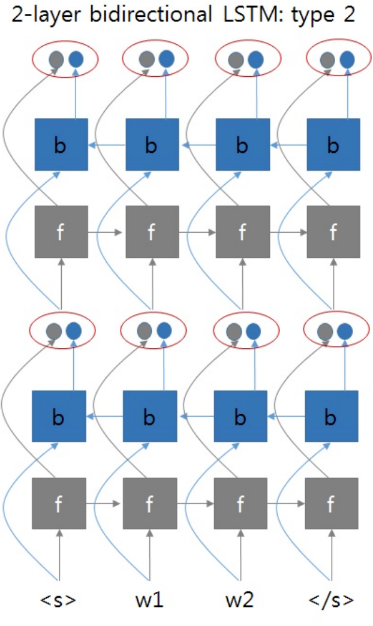 2-layer bidirectional LSTM: type 2
b b b b
f f f f
b b b b
f f f f
<s> w1 w2 </s>